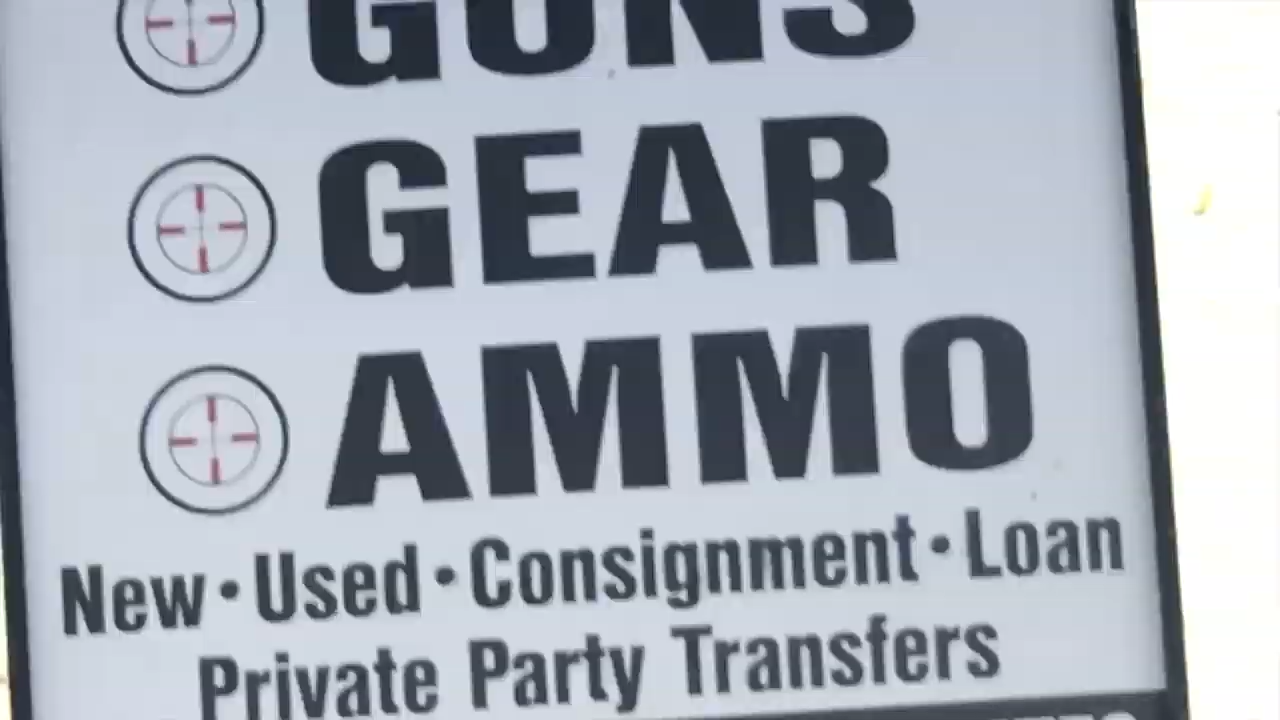 GUNS
GEAR
AMMO
New · Used · Consignment · Loan
Private Party Transfers